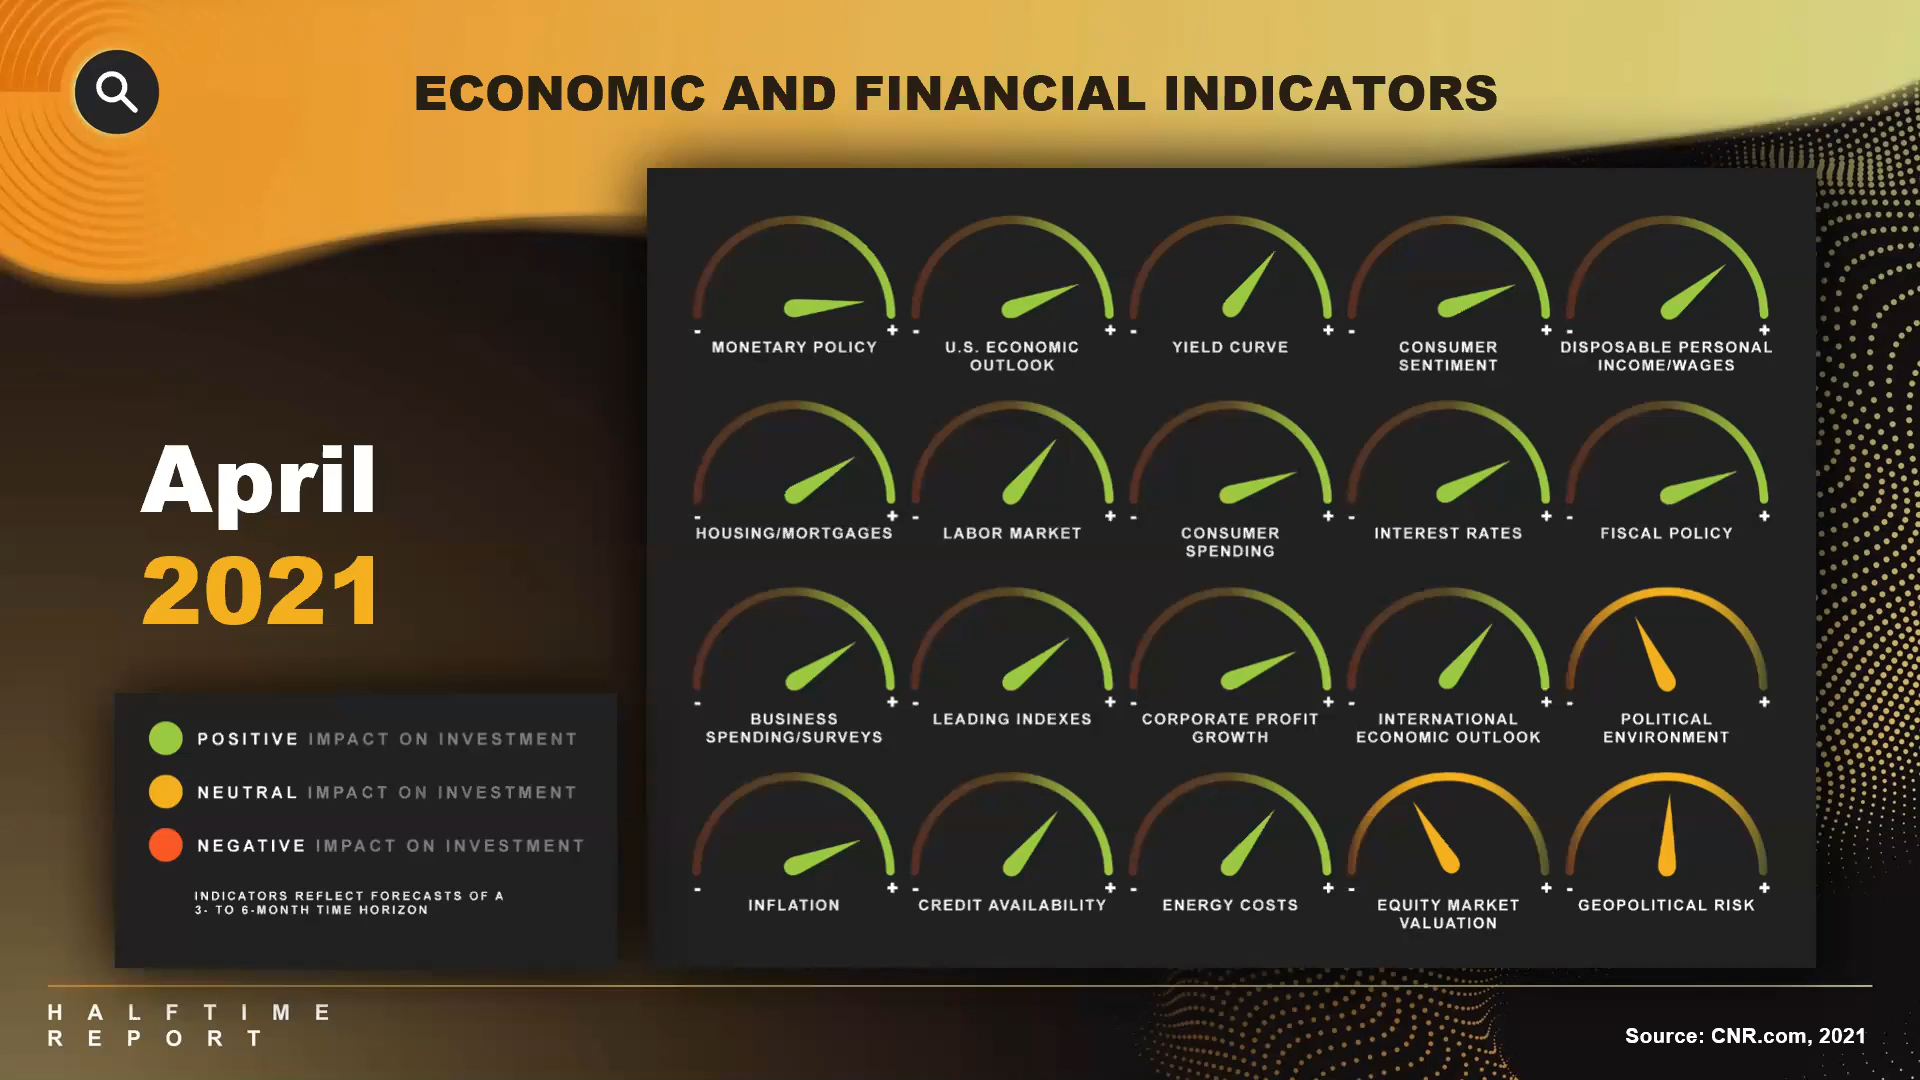 ECONOMIC AND FINANCIAL INDICATORS
April
2021
POSITIVE IMPACT ON INVESTMENT
NEUTRAL IMPACT ON INVESTMENT
NEGATIVE IMPACT ON INVESTMENT
INDICATORS REFLECT FORECASTS OF A
3- TO 6-MONTH TIME HORIZON
- + - + - + - + - +
MONETARY POLICY
U.S. ECONOMIC
OUTLOOK
YIELD CURVE
CONSUMER
SENTIMENT
DISPOSABLE PERSONAL
INCOME/WAGES
- + - + - + - + - +
HOUSING/MORTGAGES
LABOR MARKET
CONSUMER
SPENDING
INTEREST RATES
FISCAL POLICY
- + - + - + - + - +
BUSINESS
SPENDING/SURVEYS
LEADING INDEXES
CORPORATE PROFIT
GROWTH
INTERNATIONAL
ECONOMIC OUTLOOK
POLITICAL
ENVIRONMENT
- + - + - + - + - +
INFLATION
CREDIT AVAILABILITY
ENERGY COSTS
EQUITY MARKET
VALUATION
GEOPOLITICAL RISK
HALFTIME
REPORT
Source: CNR.com, 2021